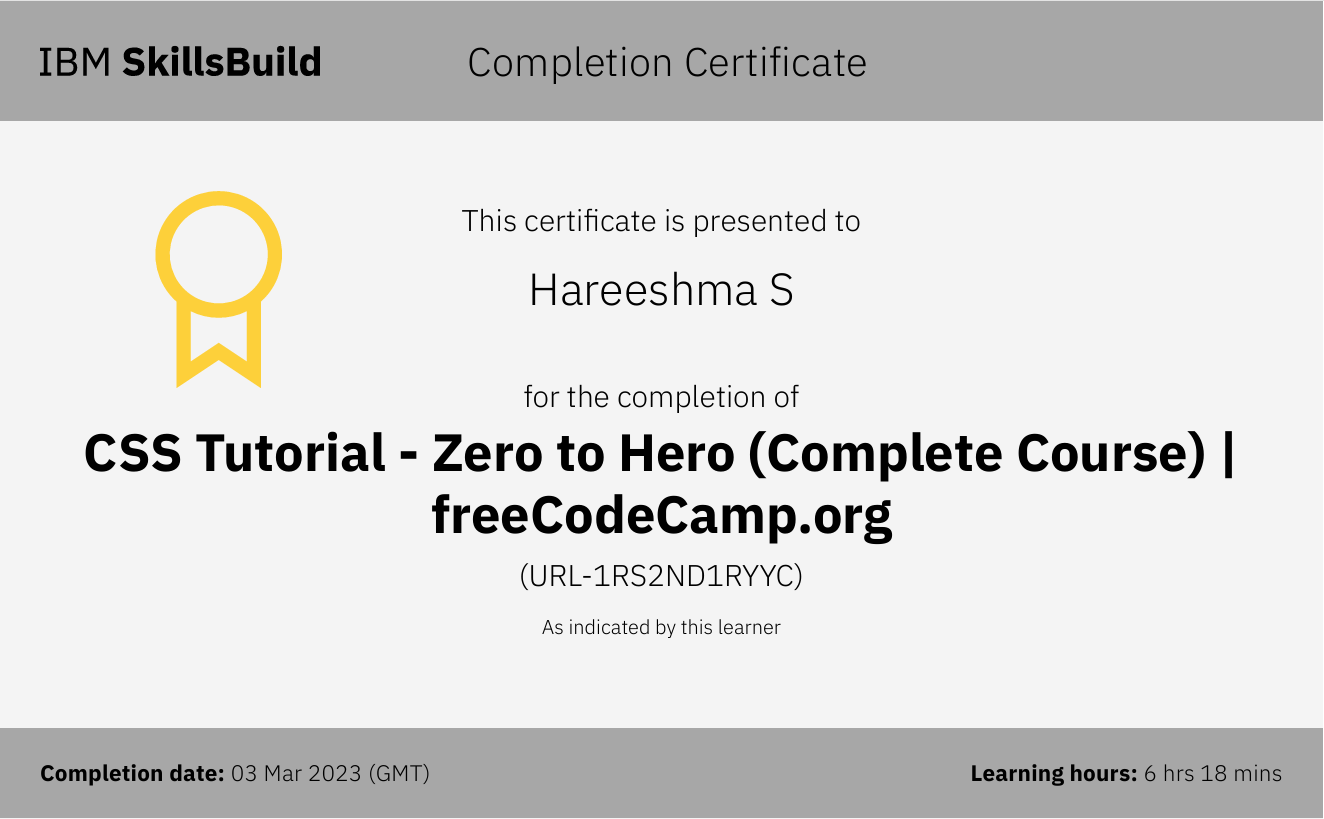 IBM SkillsBuild
Completion Certificate
This certificate is presented to
Hareeshma S
for the completion of
CSS Tutorial - Zero to Hero (Complete Course) |
freeCodeCamp.org
(URL-1RS2ND1RYYC)
As indicated by this learner
Completion date: 03 Mar 2023 (GMT)
Learning hours: 6 hrs 18 mins